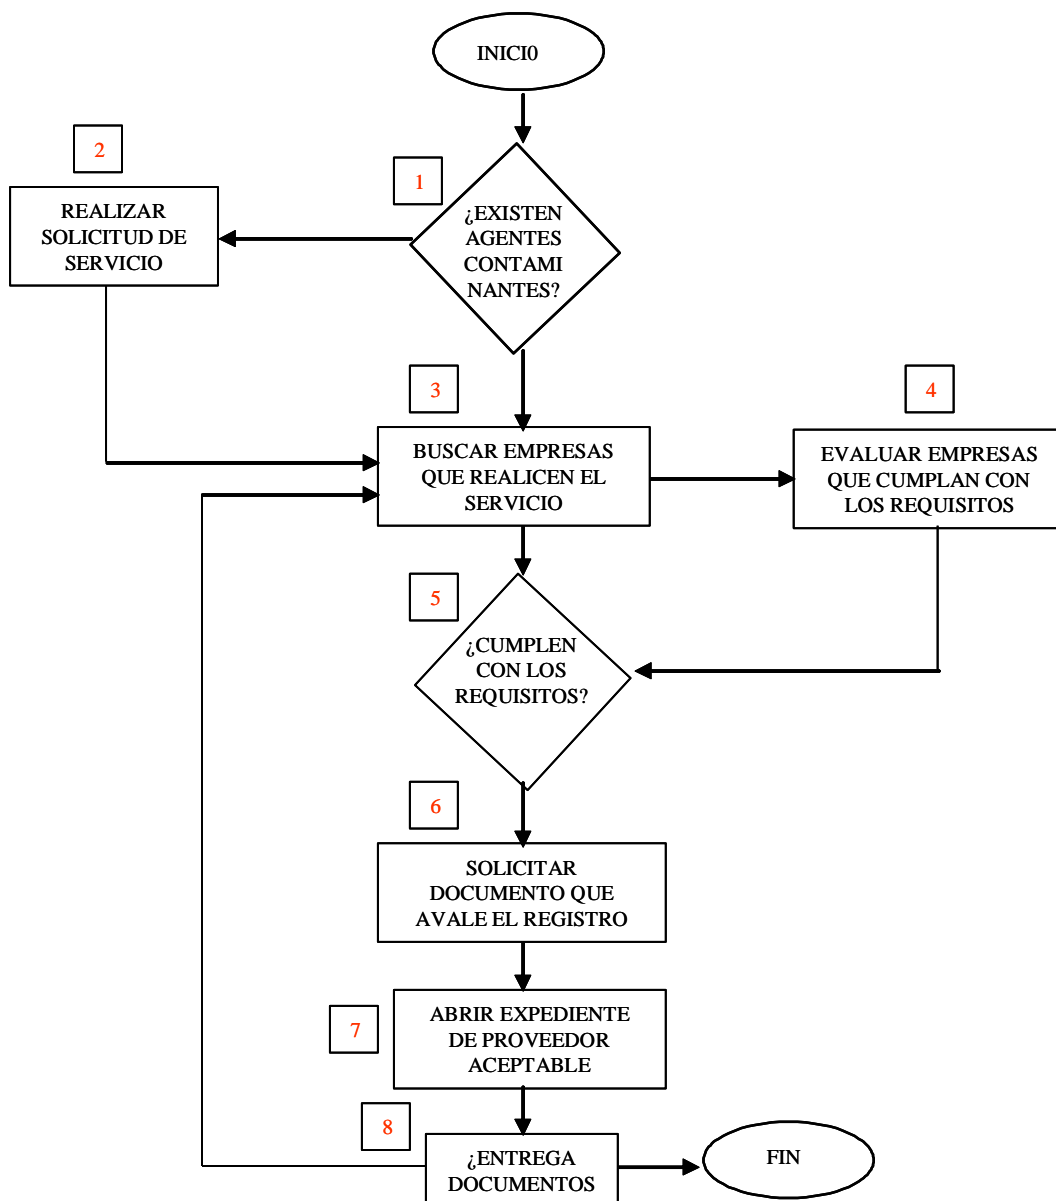 INICI0
1
¿EXISTEN
AGENTES
CONTAMI
NANTES?
2
REALIZAR
SOLICITUD DE
SERVICIO
3
BUSCAR EMPRESAS
QUE REALICEN EL
SERVICIO
4
EVALUAR EMPRESAS
QUE CUMPLAN CON
LOS REQUISITOS
5
¿CUMPLEN
CON LOS
REQUISITOS?
6
SOLICITAR
DOCUMENTO QUE
AVALE EL REGISTRO
7
ABRIR EXPEDIENTE
DE PROVEEDOR
ACEPTABLE
8
¿ENTREGA
DOCUMENTOS
FIN